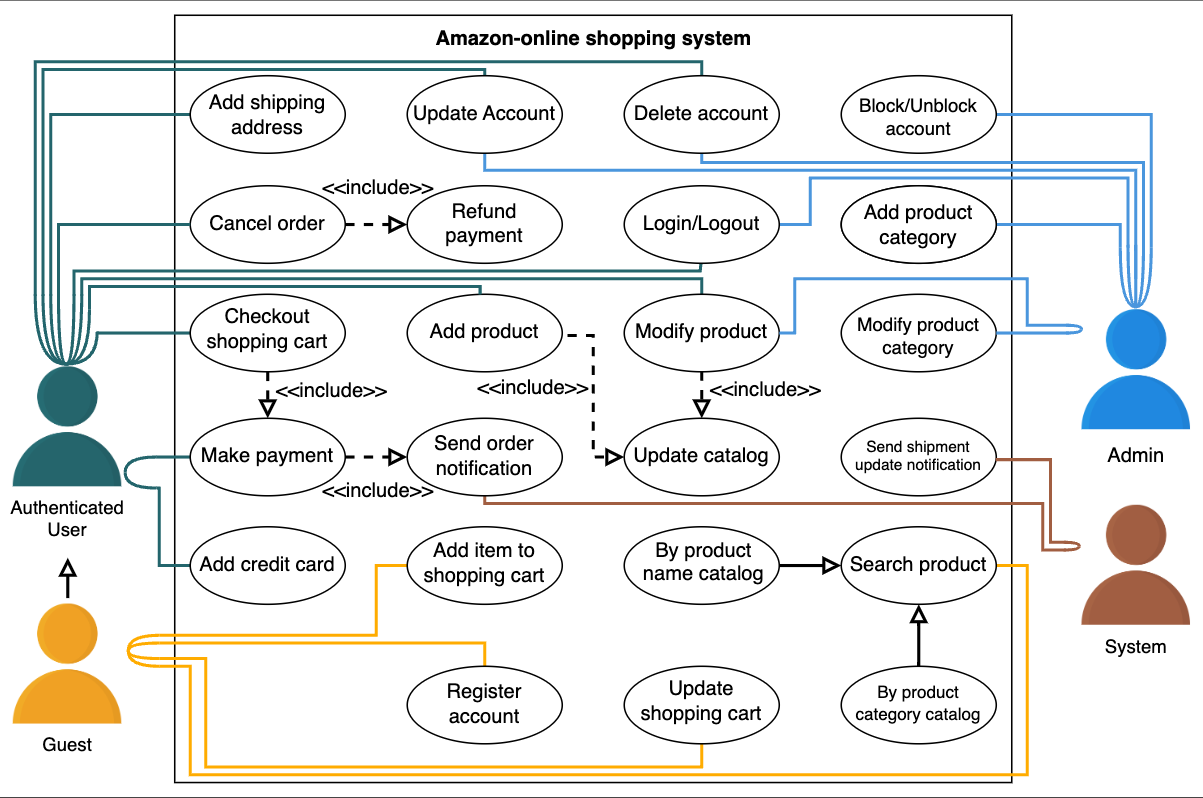 Amazon-online shopping system
Add shipping
address
Update Account
Delete account
Block/Unblock
account
<<include>>
Cancel order
Refund
payment
Login/Logout
Add product
category
Checkout
shopping cart
Add product
Modify product
Modify product
category
<<include>>
<<include>>
<<include>>
Make payment
Send order
notification
Update catalog
Send shipment
update notification
Admin
<<include>>
Authenticated
User
Add credit card
Add item to
shopping cart
By product
name catalog
Search product
System
Register
account
Update
shopping cart
By product
category catalog
Guest